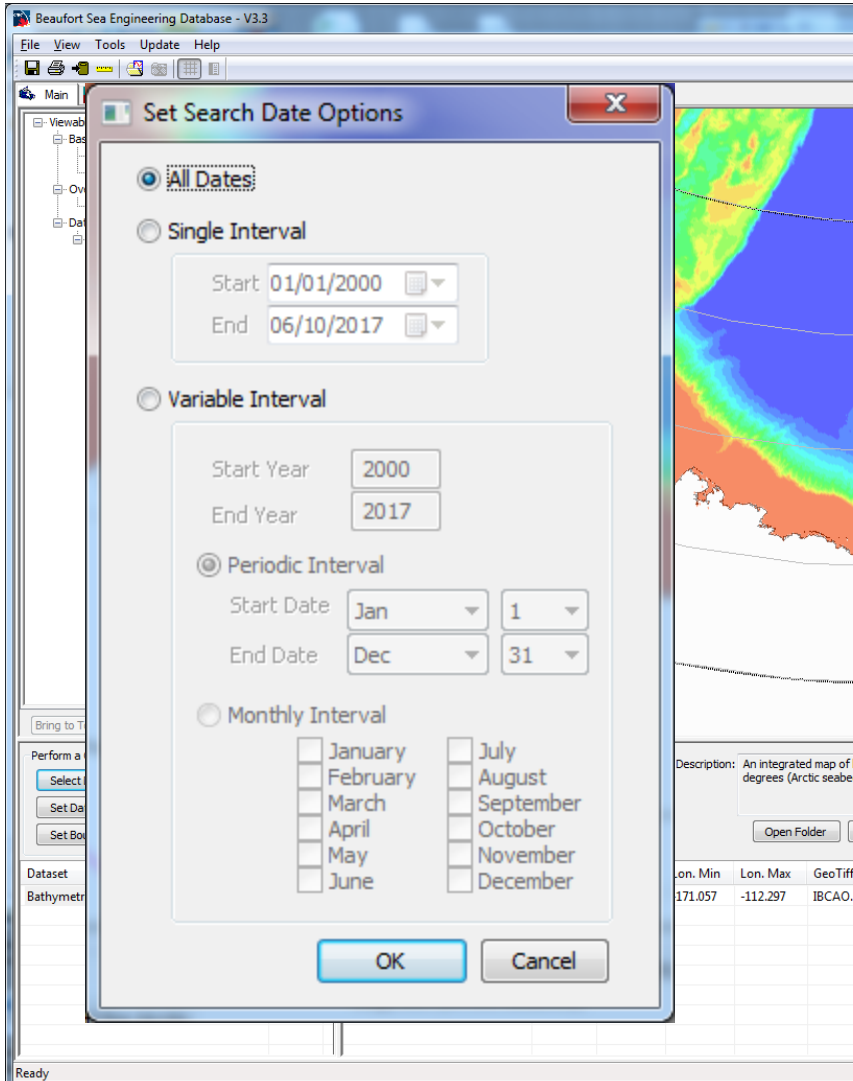 Beaufort Sea Engineering Database - V3.3
File View Tools Update Help
Main
Viewab
Bas
Ove
Dat
Set Search Date Options
All Dates
Single Interval
Start 01/01/2000
End 06/10/2017
Variable Interval
Start Year 2000
End Year 2017
Periodic Interval
Start Date Jan 1
End Date Dec 31
Monthly Interval
January July
February August
March September
April October
May November
June December
OK Cancel
Bring to T
Perform a
Select
Set Da
Set Bou
Description: An integrated map of
degrees (Arctic seabe
Open Folder
Dataset Lon. Min Lon. Max GeoTiff
Bathymetr -171.057 -112.297 IBCAO.
Ready